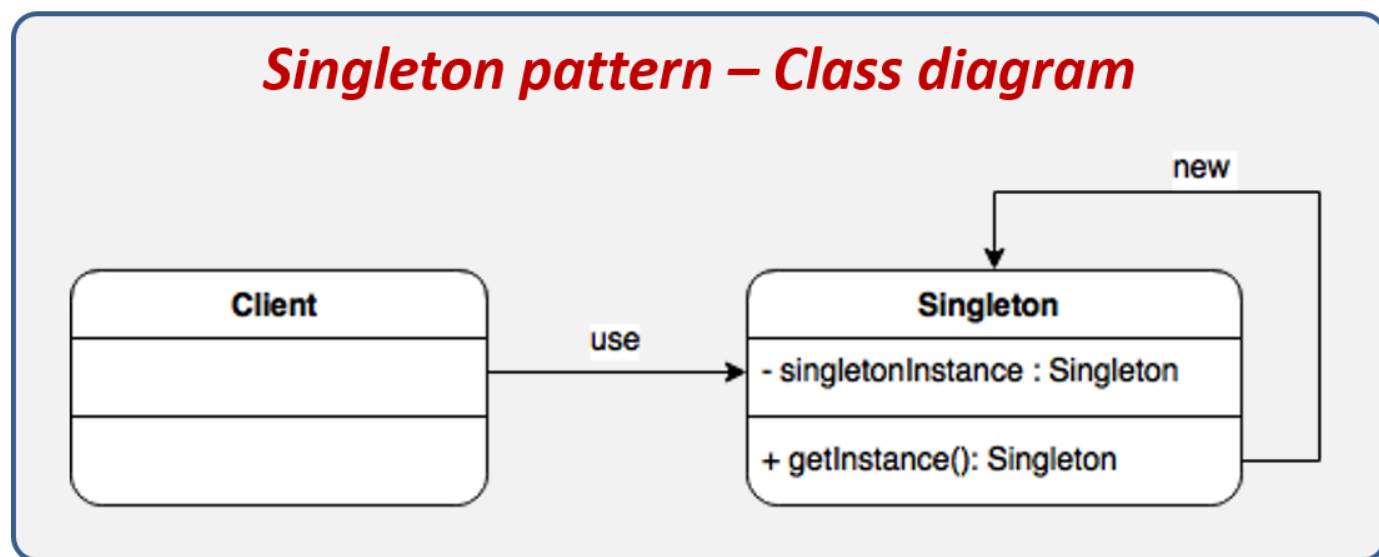 Singleton pattern – Class diagram
new
Client
Singleton
use
- singletonInstance : Singleton
+ getInstance(): Singleton